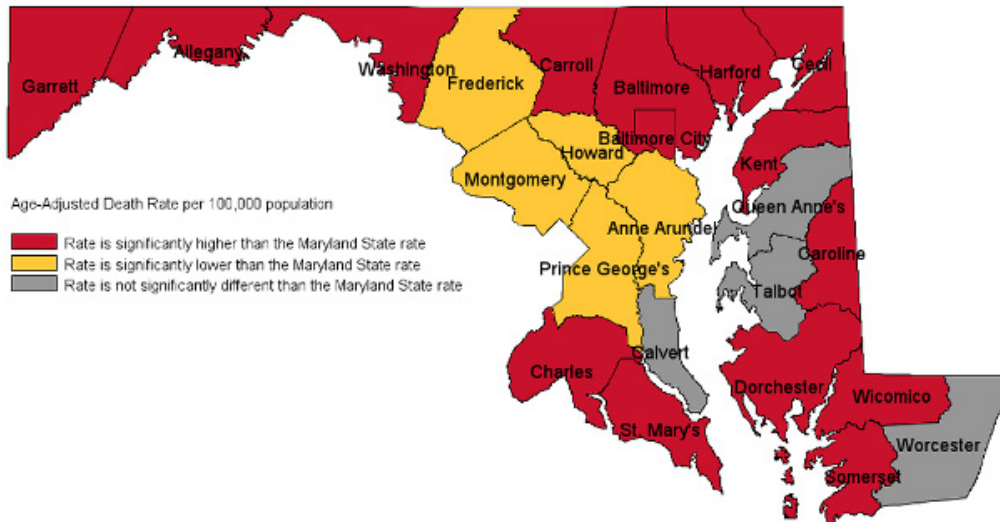 Garrett
Allegany
Washington
Frederick
Carroll
Baltimore
Harford
Cecil
Baltimore City
Howard
Montgomery
Kent
Anne Arundel
Queen Anne's
Prince George's
Caroline
Talbot
Calvert
Charles
Dorchester
Wicomico
St. Mary's
Worcester
Somerset
Age-Adjusted Death Rate per 100,000 population
Rate is significantly higher than the Maryland State rate
Rate is significantly lower than the Maryland State rate
Rate is not significantly different than the Maryland State rate